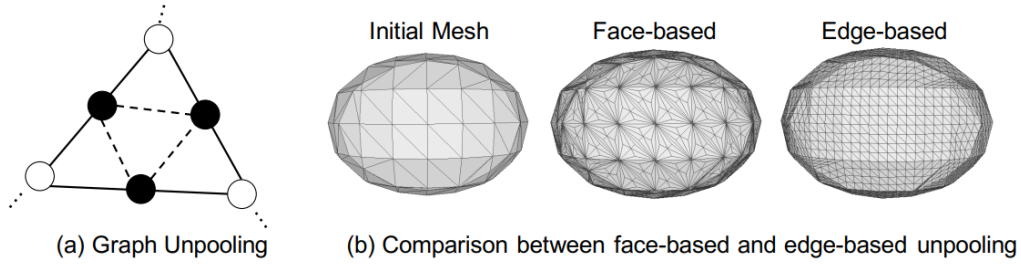 Initial Mesh
Face-based
Edge-based
(a) Graph Unpooling
(b) Comparison between face-based and edge-based unpooling